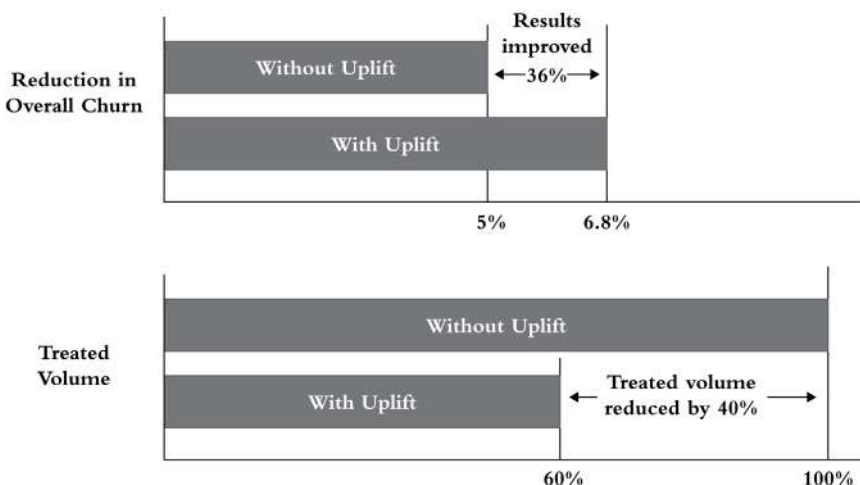 Results
improved
36%
Reduction in
Overall Churn
Without Uplift
With Uplift
5%
6.8%
Treated
Volume
Without Uplift
With Uplift
Treated volume
reduced by 40%
60%
100%